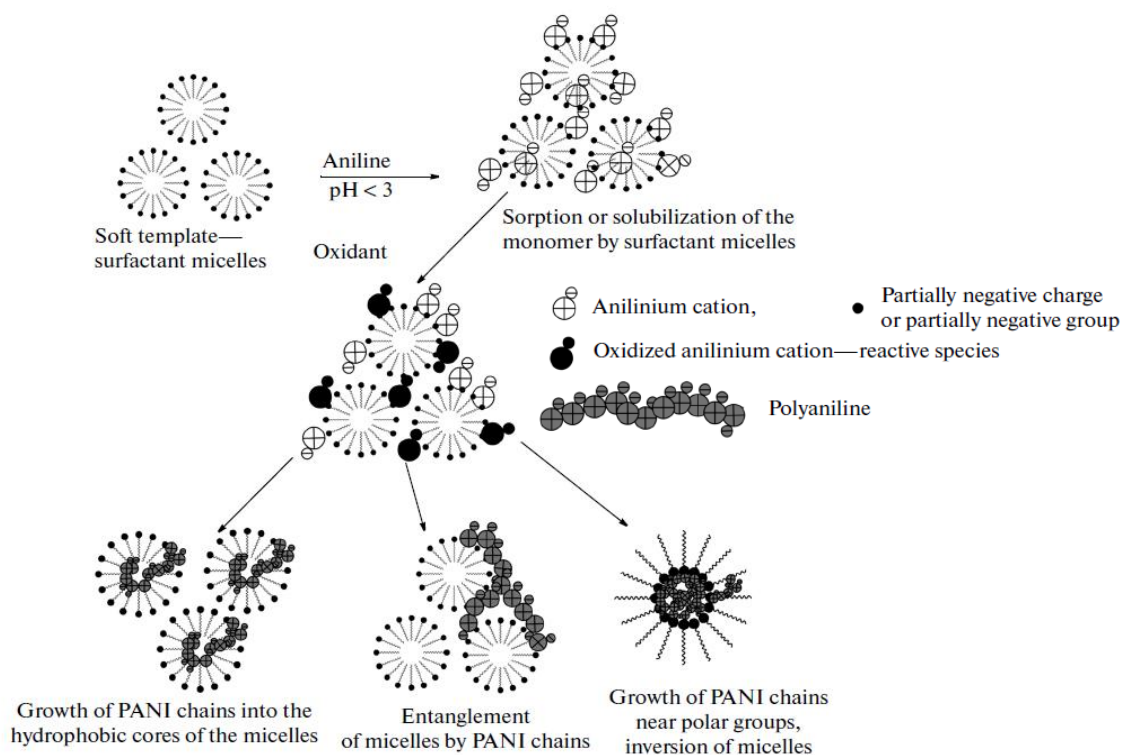 Soft template—
surfactant micelles
Aniline
pH < 3
Sorption or solubilization of the
monomer by surfactant micelles
Oxidant
Anilinium cation,
Partially negative charge
or partially negative group
Oxidized anilinium cation—reactive species
Polyaniline
Growth of PANI chains into the
hydrophobic cores of the micelles
Entanglement
of micelles by PANI chains
Growth of PANI chains
near polar groups,
inversion of micelles